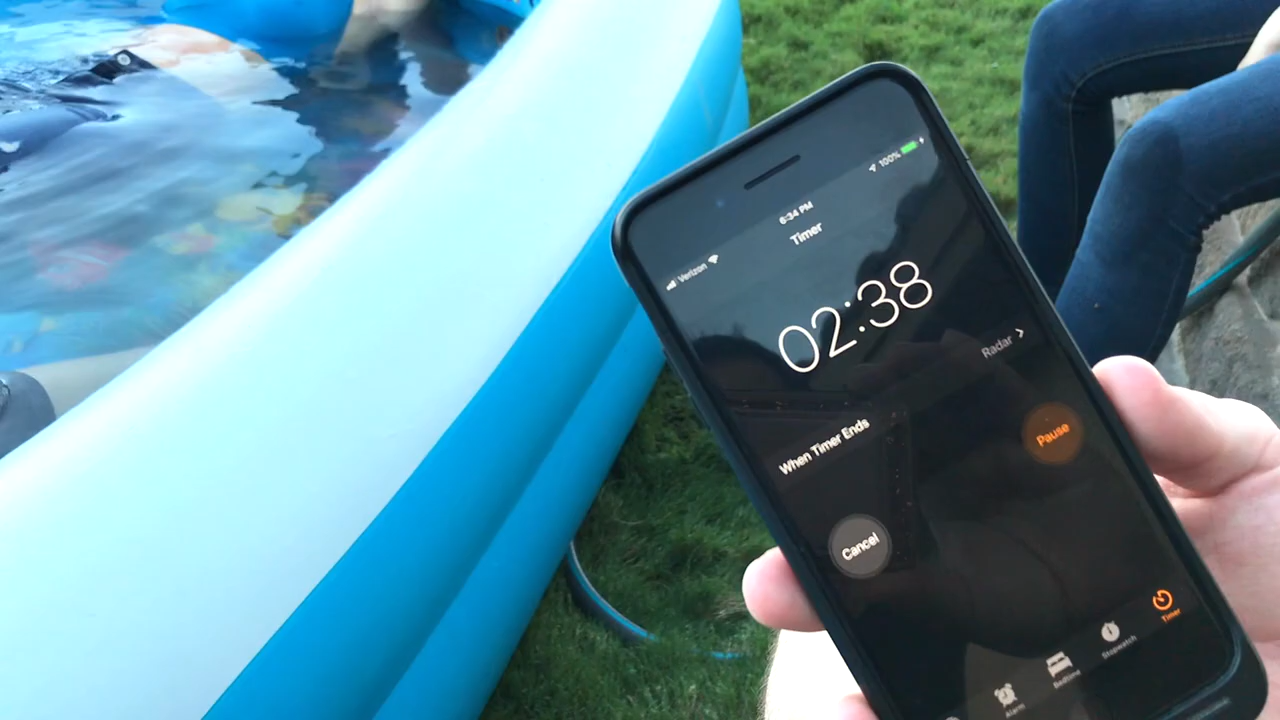 Verizon
6:34 PM
100%
Timer
02:38
When Timer Ends
Radar >
Cancel
Pause
Alarm
Bedtime
Stopwatch
Timer